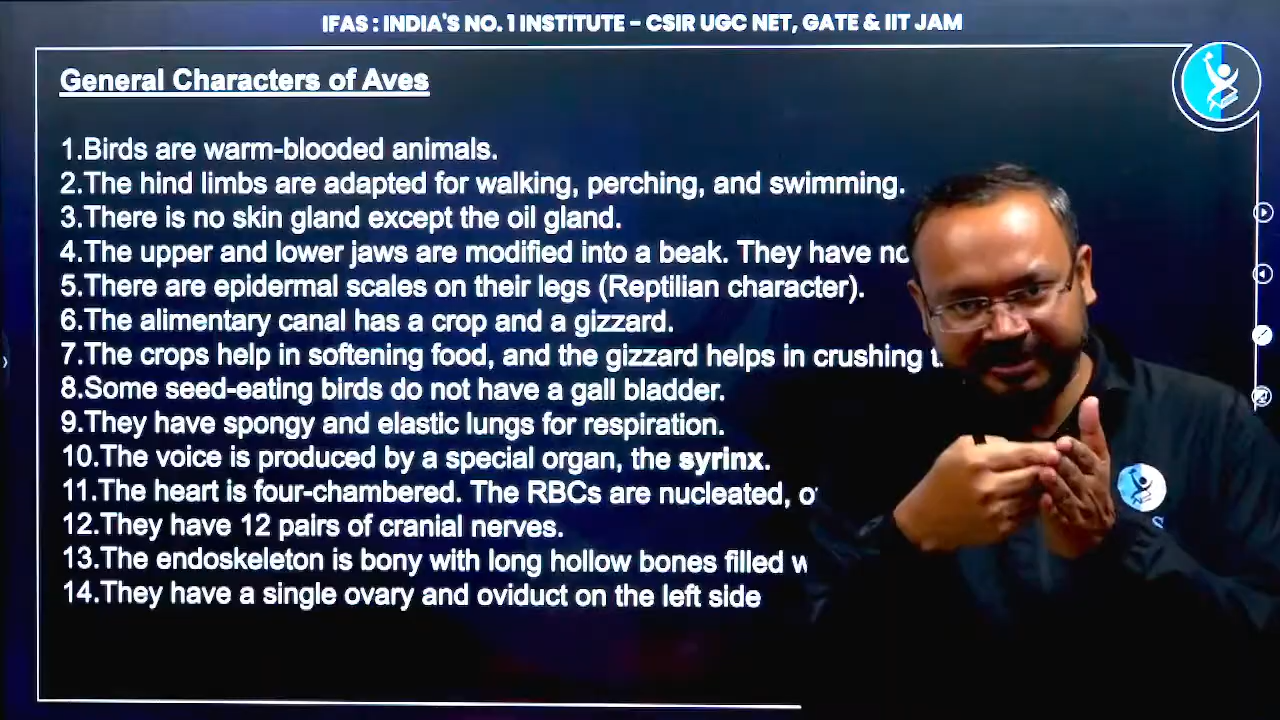 IFAS : INDIA'S NO. 1 INSTITUTE – CSIR UGC NET, GATE & IIT JAM
General Characters of Aves
1.Birds are warm-blooded animals.
2.The hind limbs are adapted for walking, perching, and swimming.
3.There is no skin gland except the oil gland.
4.The upper and lower jaws are modified into a beak. They have
5.There are epidermal scales on their legs (Reptilian character).
6.The alimentary canal has a crop and a gizzard.
7.The crops help in softening food, and the gizzard helps in crushing
8.Some seed-eating birds do not have a gall bladder.
9.They have spongy and elastic lungs for respiration.
10.The voice is produced by a special organ, the syrinx.
11.The heart is four-chambered. The RBCs are nucleated,
12.They have 12 pairs of cranial nerves.
13.The endoskeleton is bony with long hollow bones filled
14.They have a single ovary and oviduct on the left side